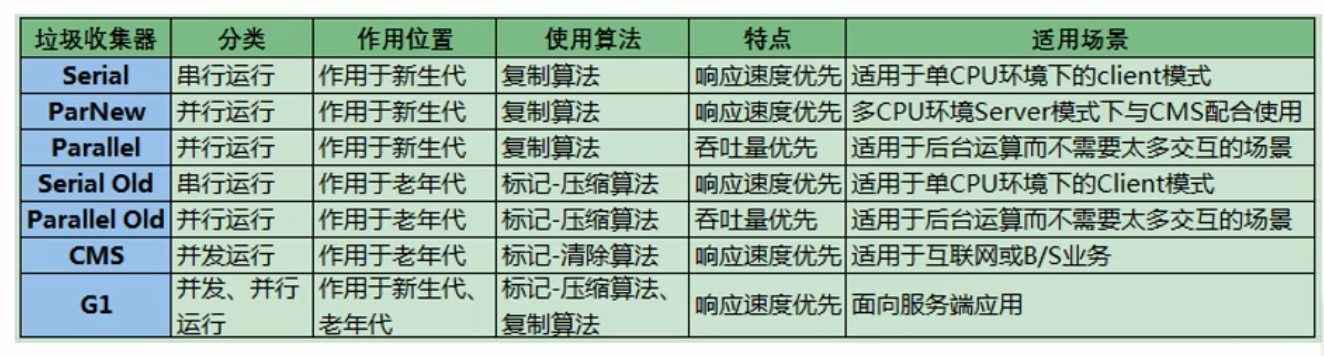 垃圾收集器 分类 作用位置 使用算法 特点 适用场景
Serial 串行运行 作用于新生代 复制算法 响应速度优先 适用于单CPU环境下的client模式
ParNew 并行运行 作用于新生代 复制算法 响应速度优先 多CPU环境Server模式下与CMS配合使用
Parallel 并行运行 作用于新生代 复制算法 吞吐量优先 适用于后台运算而不需要太多交互的场景
Serial Old 串行运行 作用于老年代 标记-压缩算法 响应速度优先 适用于单CPU环境下的Client模式
Parallel Old 并行运行 作用于老年代 标记-压缩算法 吞吐量优先 适用于后台运算而不需要太多交互的场景
CMS 并发运行 作用于老年代 标记-清除算法 响应速度优先 适用于互联网或B/S业务
G1 并发、并行 作用于新生代、 标记-压缩算法、 响应速度优先 面向服务端应用
运行 老年代 复制算法